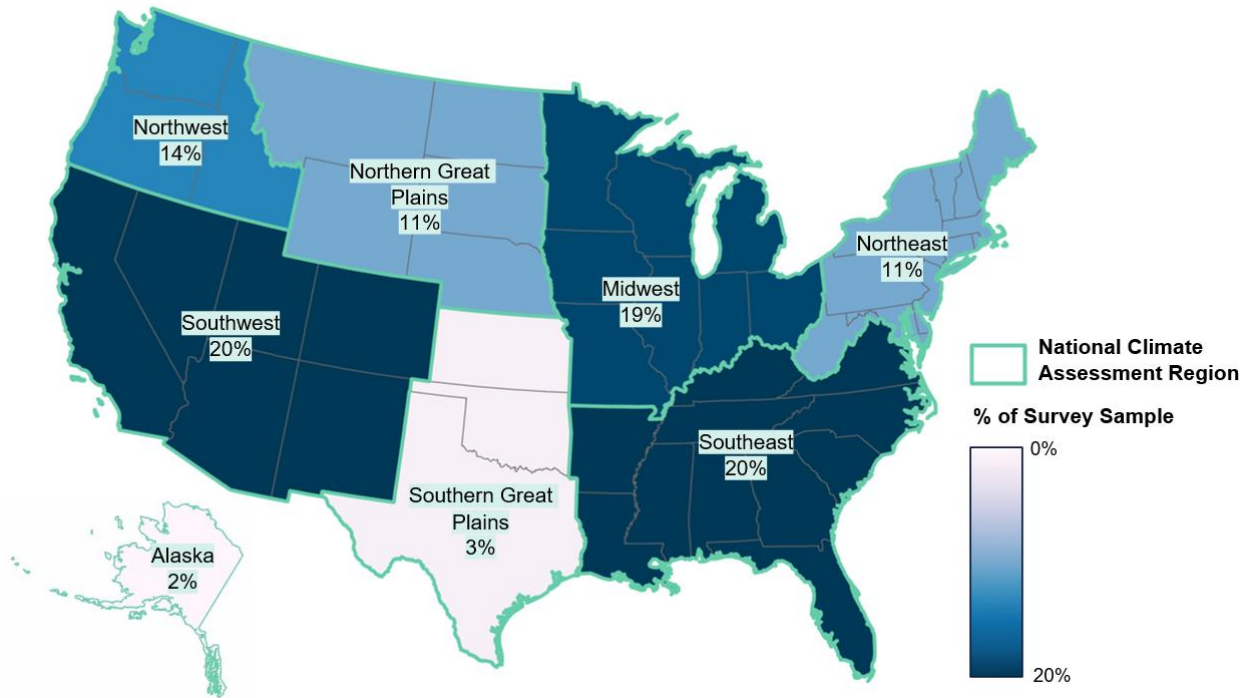 Northwest
14%
Northern Great
Plains
11%
Northeast
11%
Midwest
19%
Southwest
20%
Southeast
20%
Southern Great
Plains
3%
Alaska
2%
National Climate
Assessment Region
% of Survey Sample
0%
20%